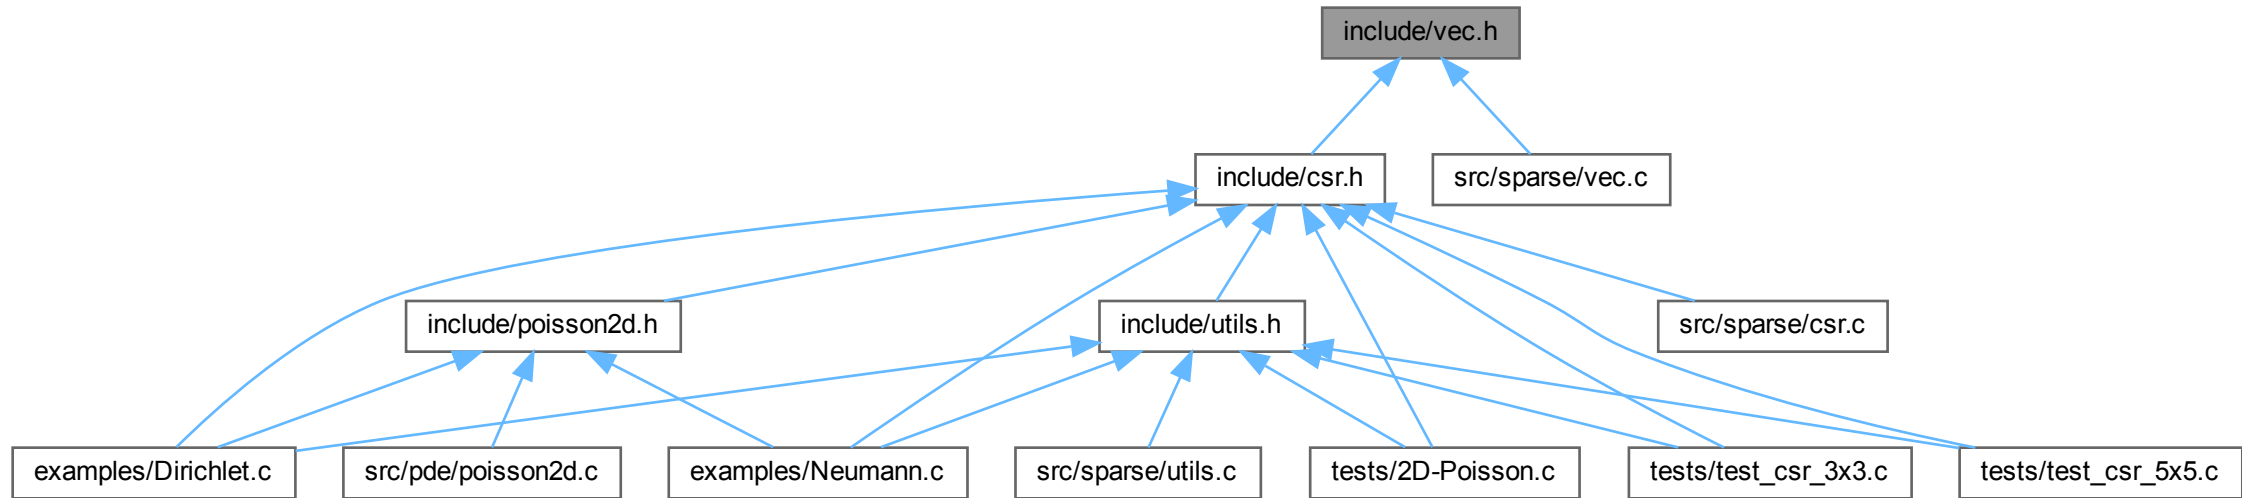 include/vec.h
include/csr.h
src/sparse/vec.c
include/poisson2d.h
include/utils.h
src/sparse/csr.c
examples/Dirichlet.c
src/pde/poisson2d.c
examples/Neumann.c
src/sparse/utils.c
tests/2D-Poisson.c
tests/test_csr_3x3.c
tests/test_csr_5x5.c